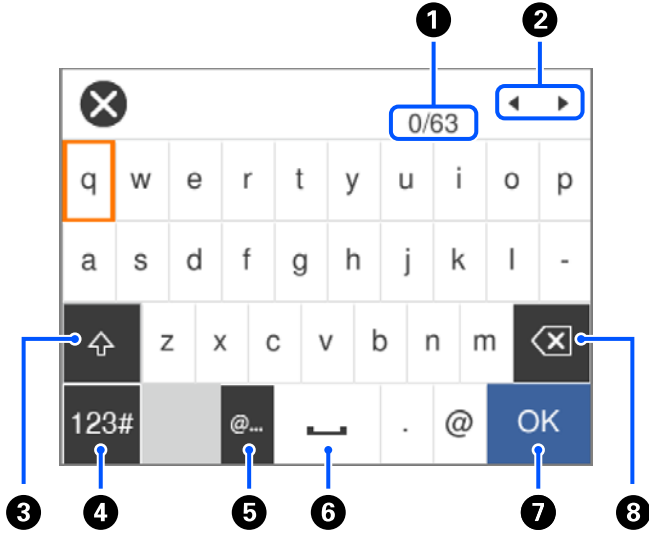 1 2
0/63
q w e r t y u i o p
a s d f g h j k l -
z x c v b n m
123# @... . @ OK
3 4 5 6 7 8